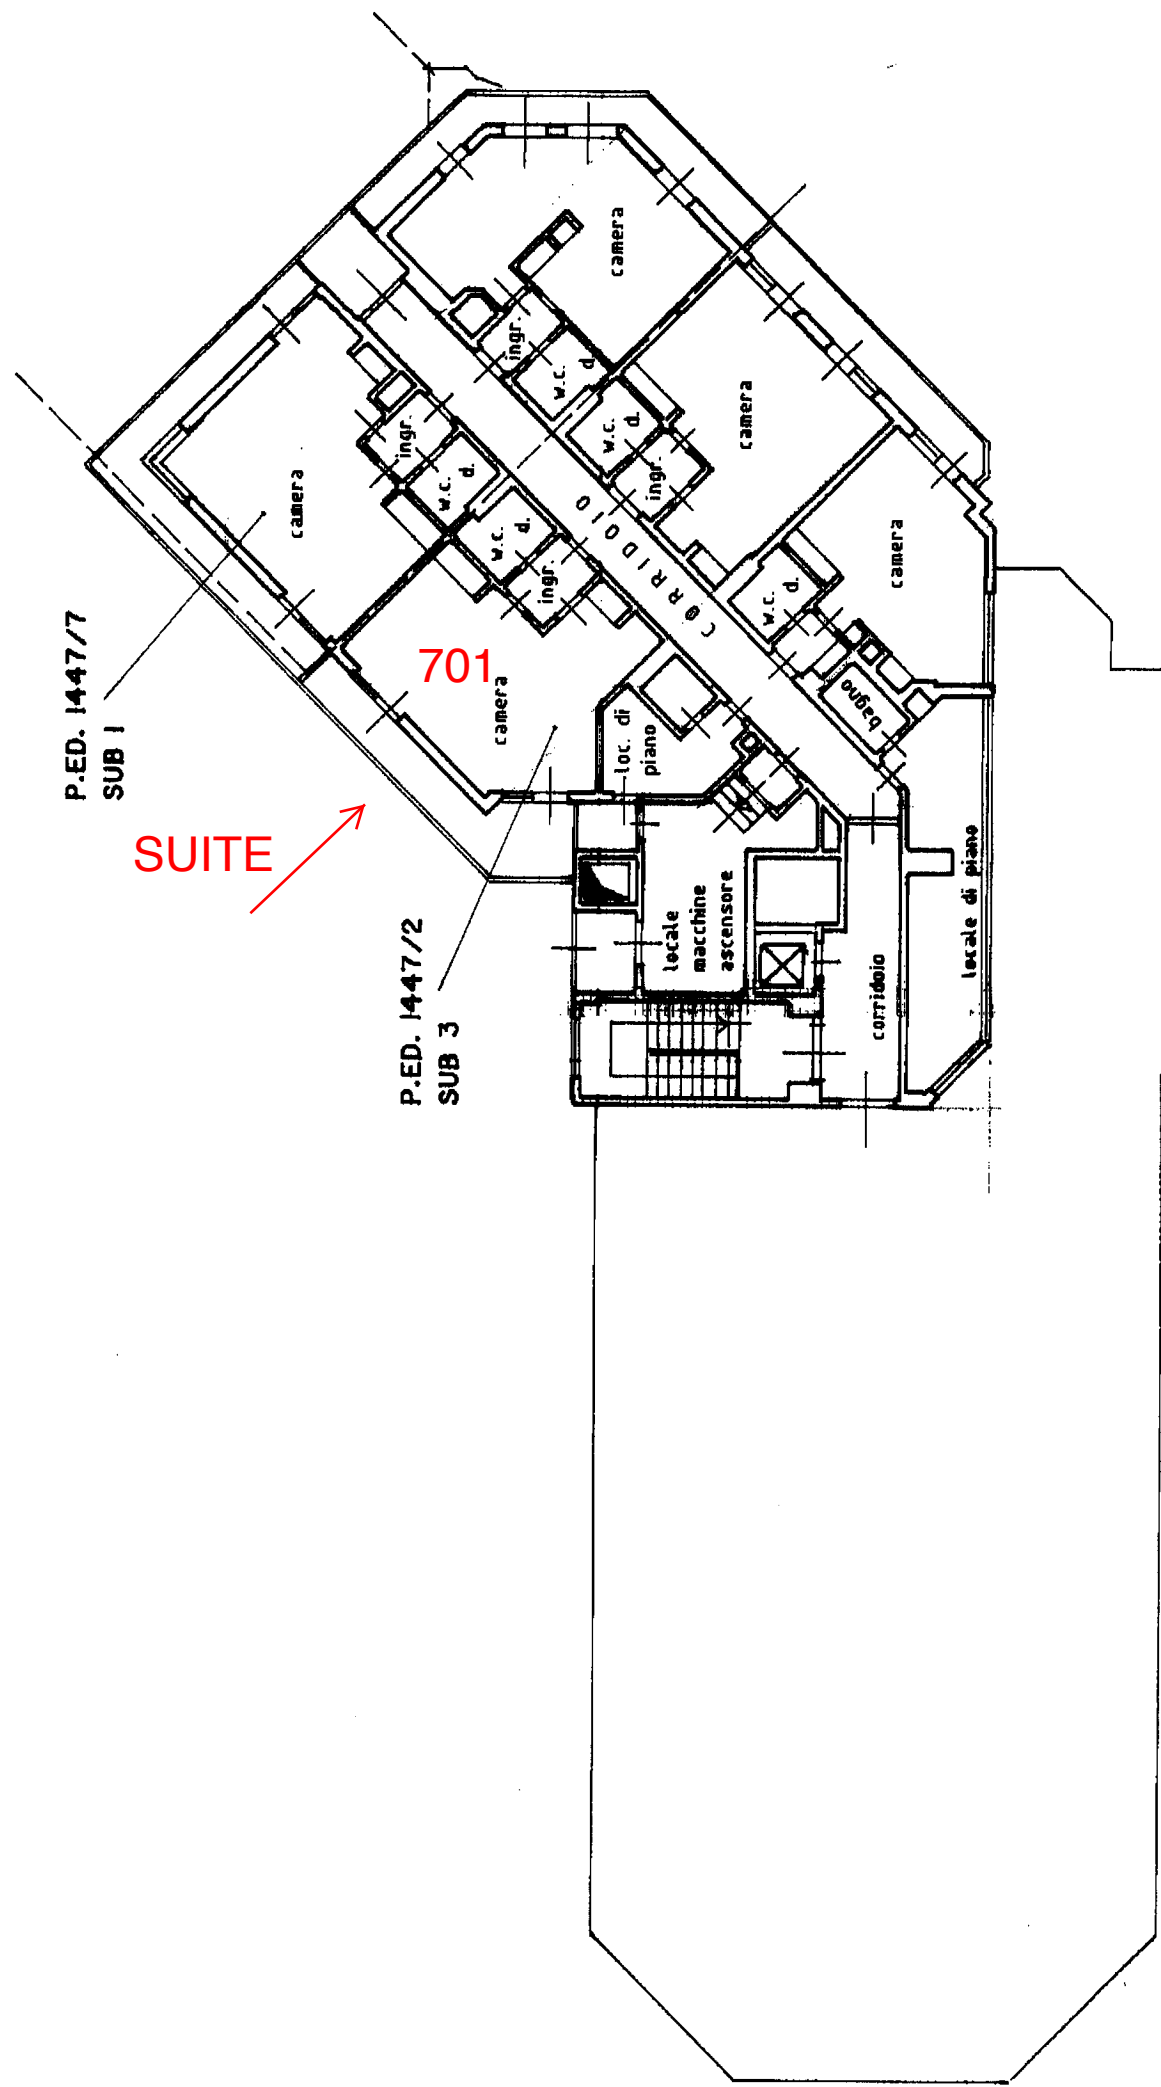 camera
ingr.
w.c.
d.
w.c.
d.
ingr.
camera
camera
ingr.
w.c.
d.
w.c.
d.
ingr.
camera
CORRIDOIO
camera
w.c.
d.
bagno
701
loc. di
piano
P.ED. 1447/7
SUB 1
SUITE
P.ED. 1447/2
SUB 3
locale
macchine
ascensore
corridoio
locale di piano